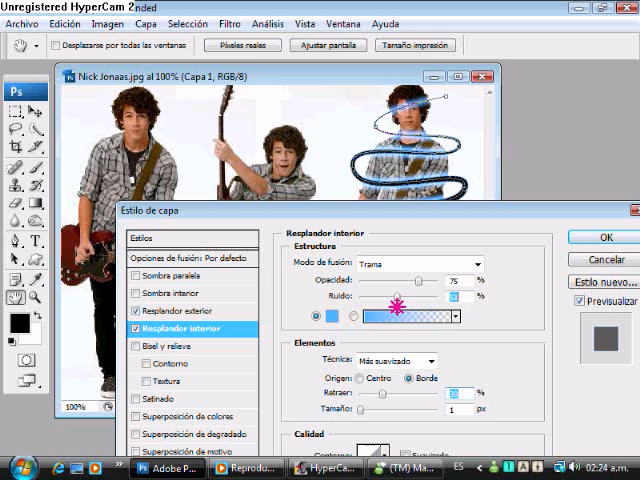 Unregistered HyperCam 2
nded
Archivo Edición Imagen Capa Selección Filtro Análisis Vista Ventana Ayuda
Desplazarse por todas las ventanas Píxeles reales Ajustar pantalla Tamaño impresión
Ps
Nick Jonaas.jpg al 100% (Capa 1, RGB/8)
Estilo de capa
Estilos
Opciones de fusión: Por defecto
Sombra paralela
Sombra interior
Resplandor exterior
Resplandor interior
Bisel y relieve
Contorno
Textura
Satinado
Superposición de colores
Superposición de degradado
Superposición de motivo
Resplandor interior
Estructura
Modo de fusión: Trama
Opacidad: 75 %
Ruido: %
Elementos
Técnica: Más suavizado
Origen: Centro Borde
Retraer: %
Tamaño: 1 px
Calidad
Contorno: Suavizado
OK
Cancelar
Estilo nuevo...
Previsualizar
100%
Adobe P... Reprodu... HyperCa... (TM) Ma... ES 02:24 a.m.